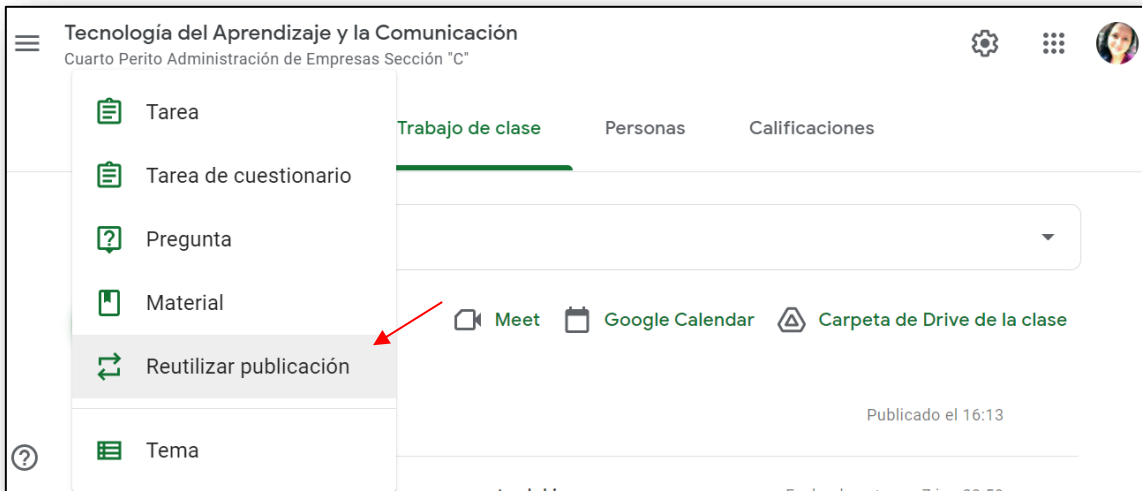 Tecnología del Aprendizaje y la Comunicación
Cuarto Perito Administración de Empresas Sección "C"
Tarea
Trabajo de clase Personas Calificaciones
Tarea de cuestionario
Pregunta
Material
Meet Google Calendar Carpeta de Drive de la clase
Reutilizar publicación
Publicado el 16:13
Tema